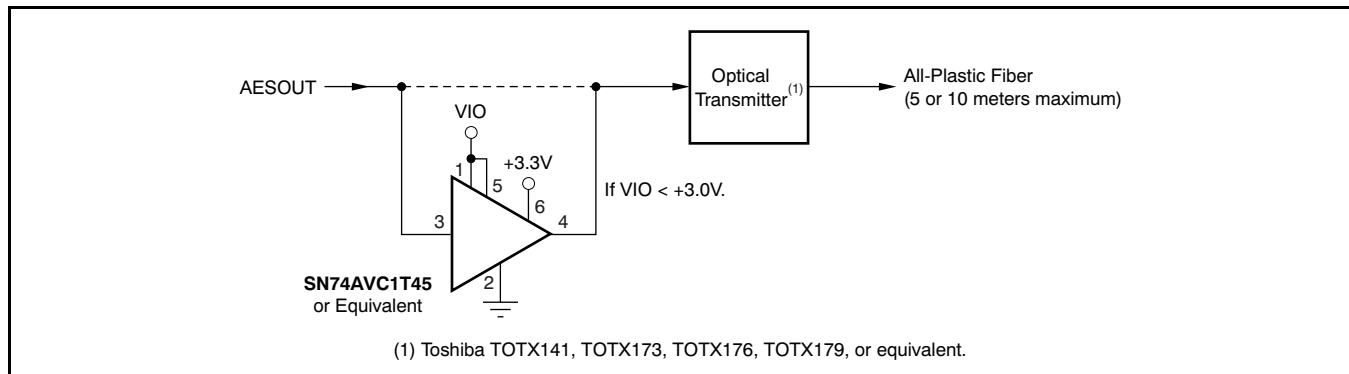 AESOUT
Optical
Transmitter(1)
All-Plastic Fiber
(5 or 10 meters maximum)
VIO
+3.3V
1
5
6
If VIO < +3.0V.
3
4
2
SN74AVC1T45
or Equivalent
(1) Toshiba TOTX141, TOTX173, TOTX176, TOTX179, or equivalent.